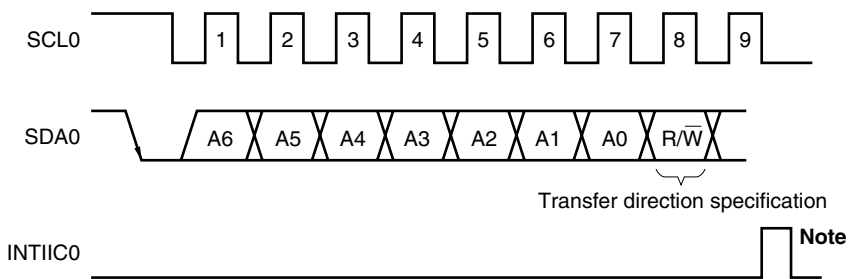 SCL0 1 2 3 4 5 6 7 8 9
SDA0 A6 A5 A4 A3 A2 A1 A0 R/W̅
Transfer direction specification
Note
INTIIC0